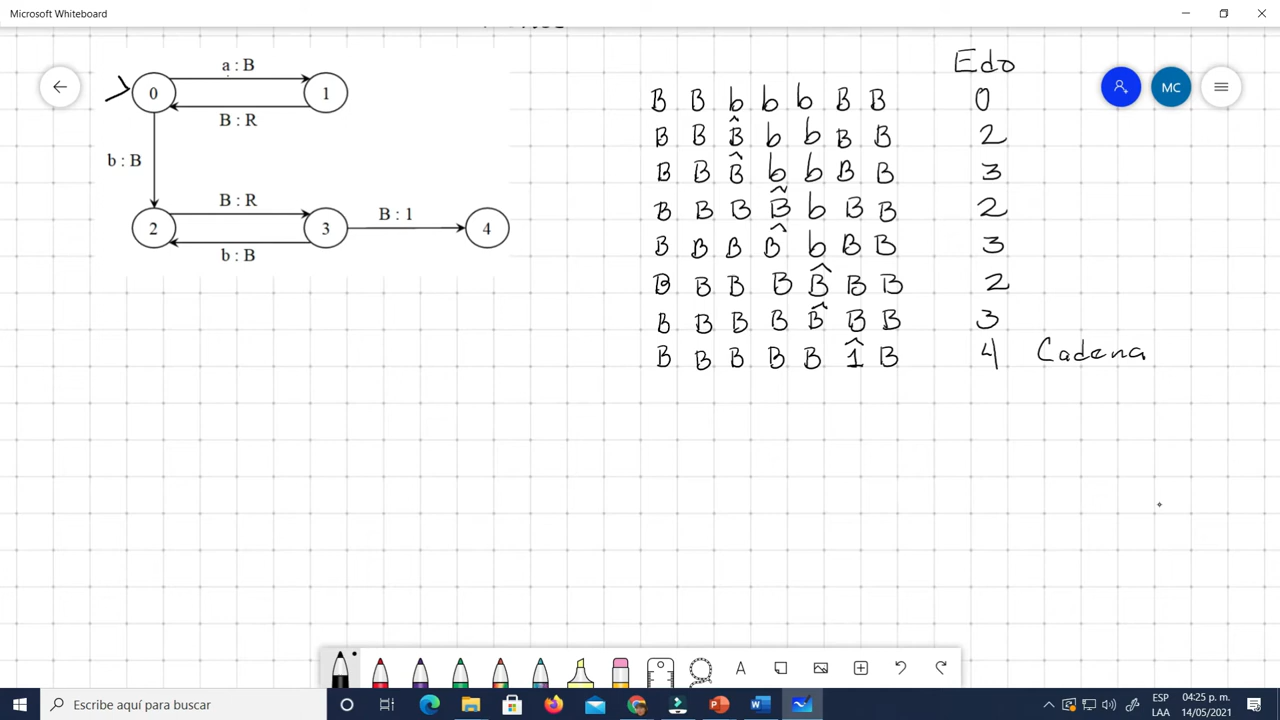 Microsoft Whiteboard
Edo
a : B
0 1
B : R
b : B
B : R
B : 1
2 3 4
b : B
B B b b b B B 0
B B B̂ b b B B 2
B B B̂ b b B B 3
B B B B̂ b B B 2
B B B B̂ b B B 3
B B B B B̂ B B 2
B B B B B̂ B B 3
B B B B B 1̂ B 4 Cadena
MC
A
Escribe aquí para buscar
ESP
LAA
04:25 p. m.
14/05/2021